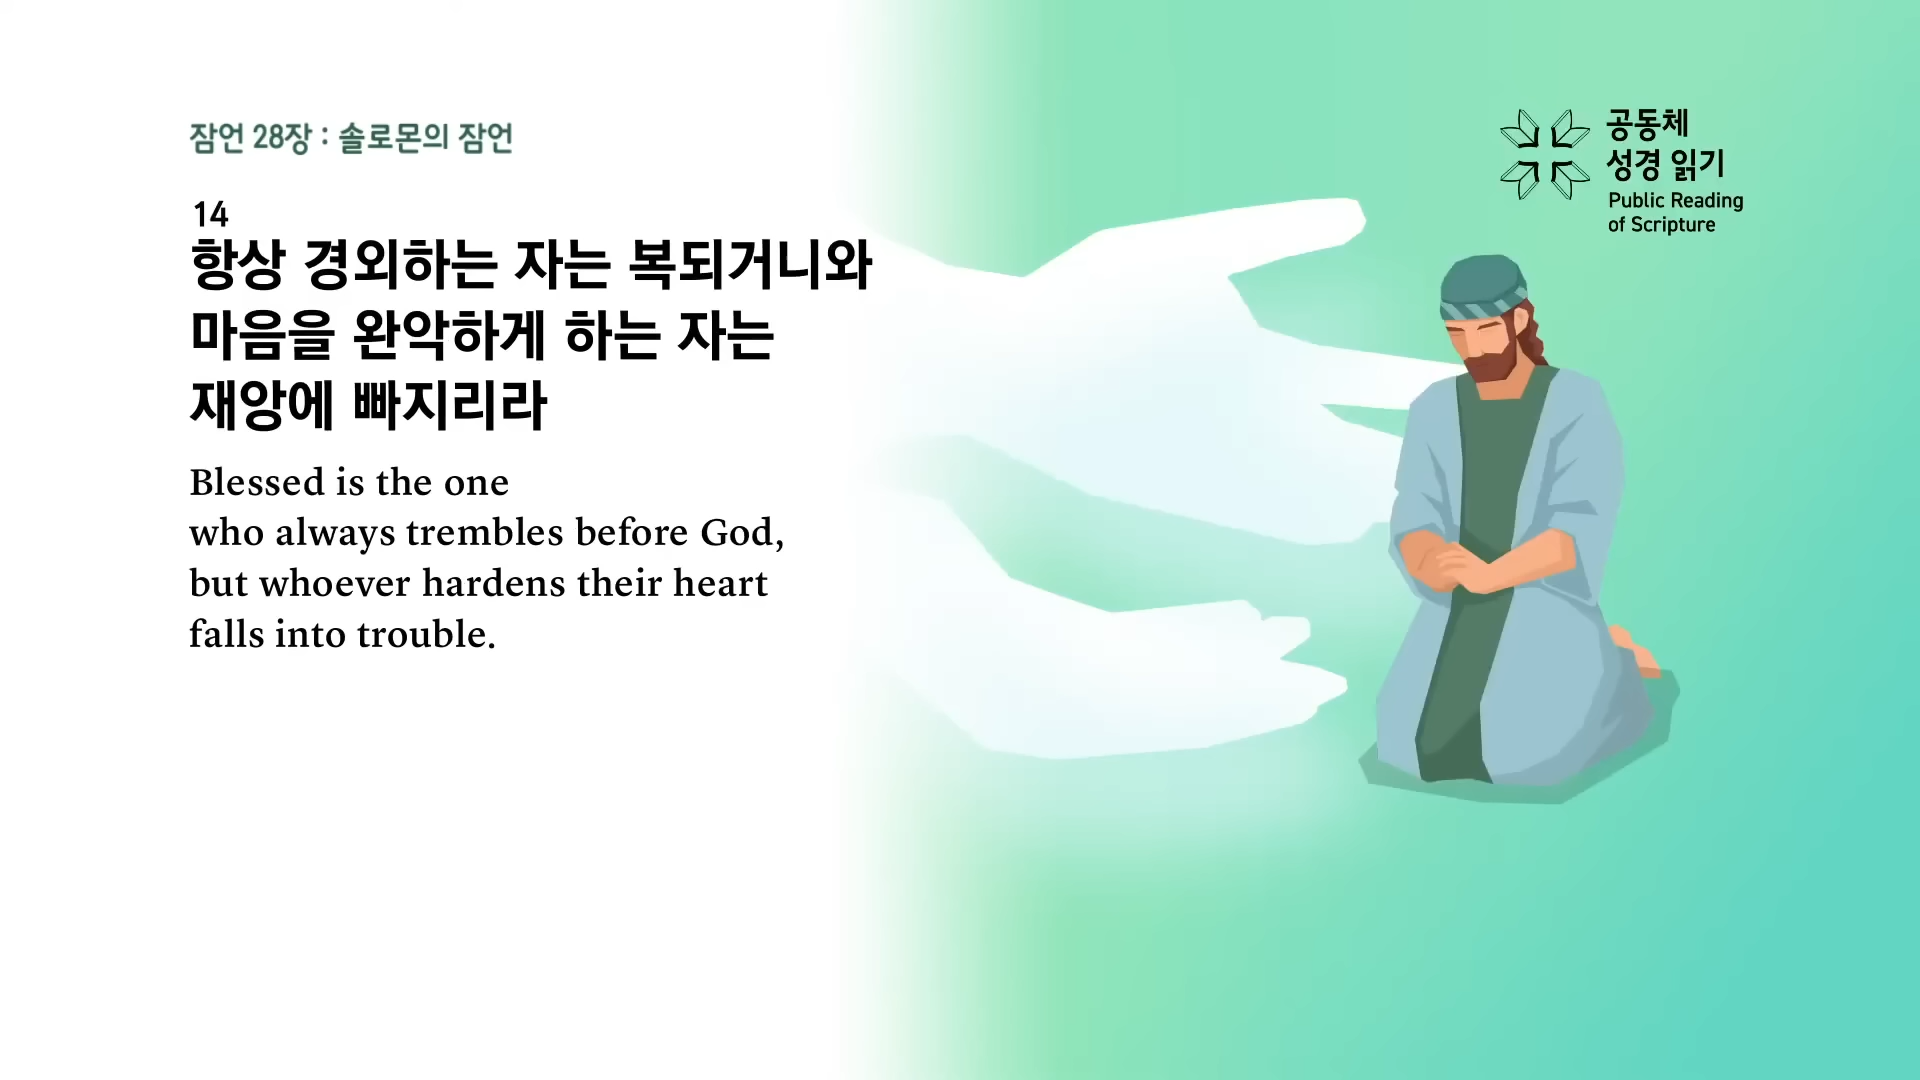 잠언 28장 : 솔로몬의 잠언
14
항상 경외하는 자는 복되거니와
마음을 완악하게 하는 자는
재앙에 빠지리라
Blessed is the one
who always trembles before God,
but whoever hardens their heart
falls into trouble.
공동체
성경 읽기
Public Reading
of Scripture